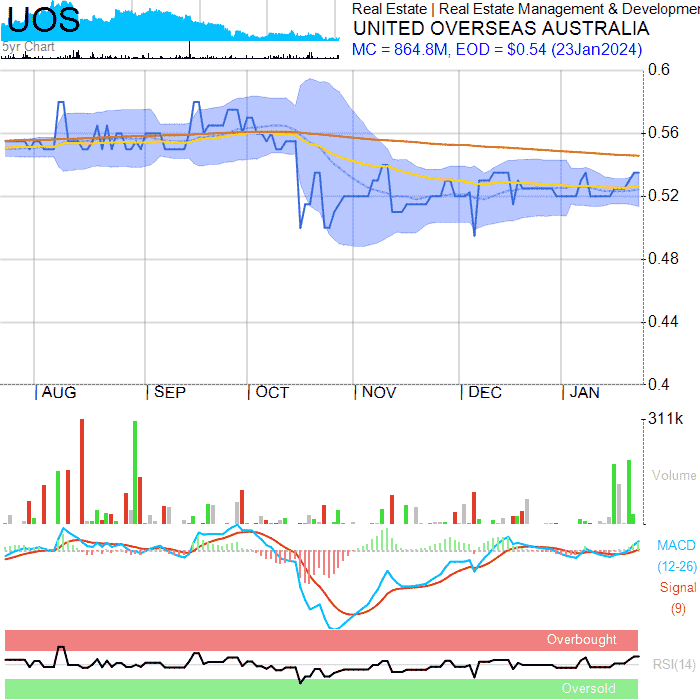 UOS
Real Estate | Real Estate Management & Developmen
UNITED OVERSEAS AUSTRALIA
5yr Chart
MC = 864.8M, EOD = $0.54 (23Jan2024)
0.6
0.56
0.52
0.48
0.44
0.4
AUG SEP OCT NOV DEC JAN
311k
Volume
MACD
(12-26)
Signal
(9)
Overbought
RSI(14)
Oversold